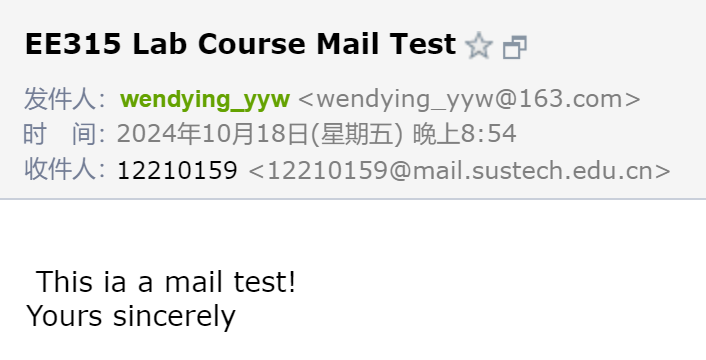 EE315 Lab Course Mail Test
发件人：wendying_yyw <wendying_yyw@163.com>
时　间：2024年10月18日(星期五) 晚上8:54
收件人：12210159 <12210159@mail.sustech.edu.cn>
This ia a mail test!
Yours sincerely